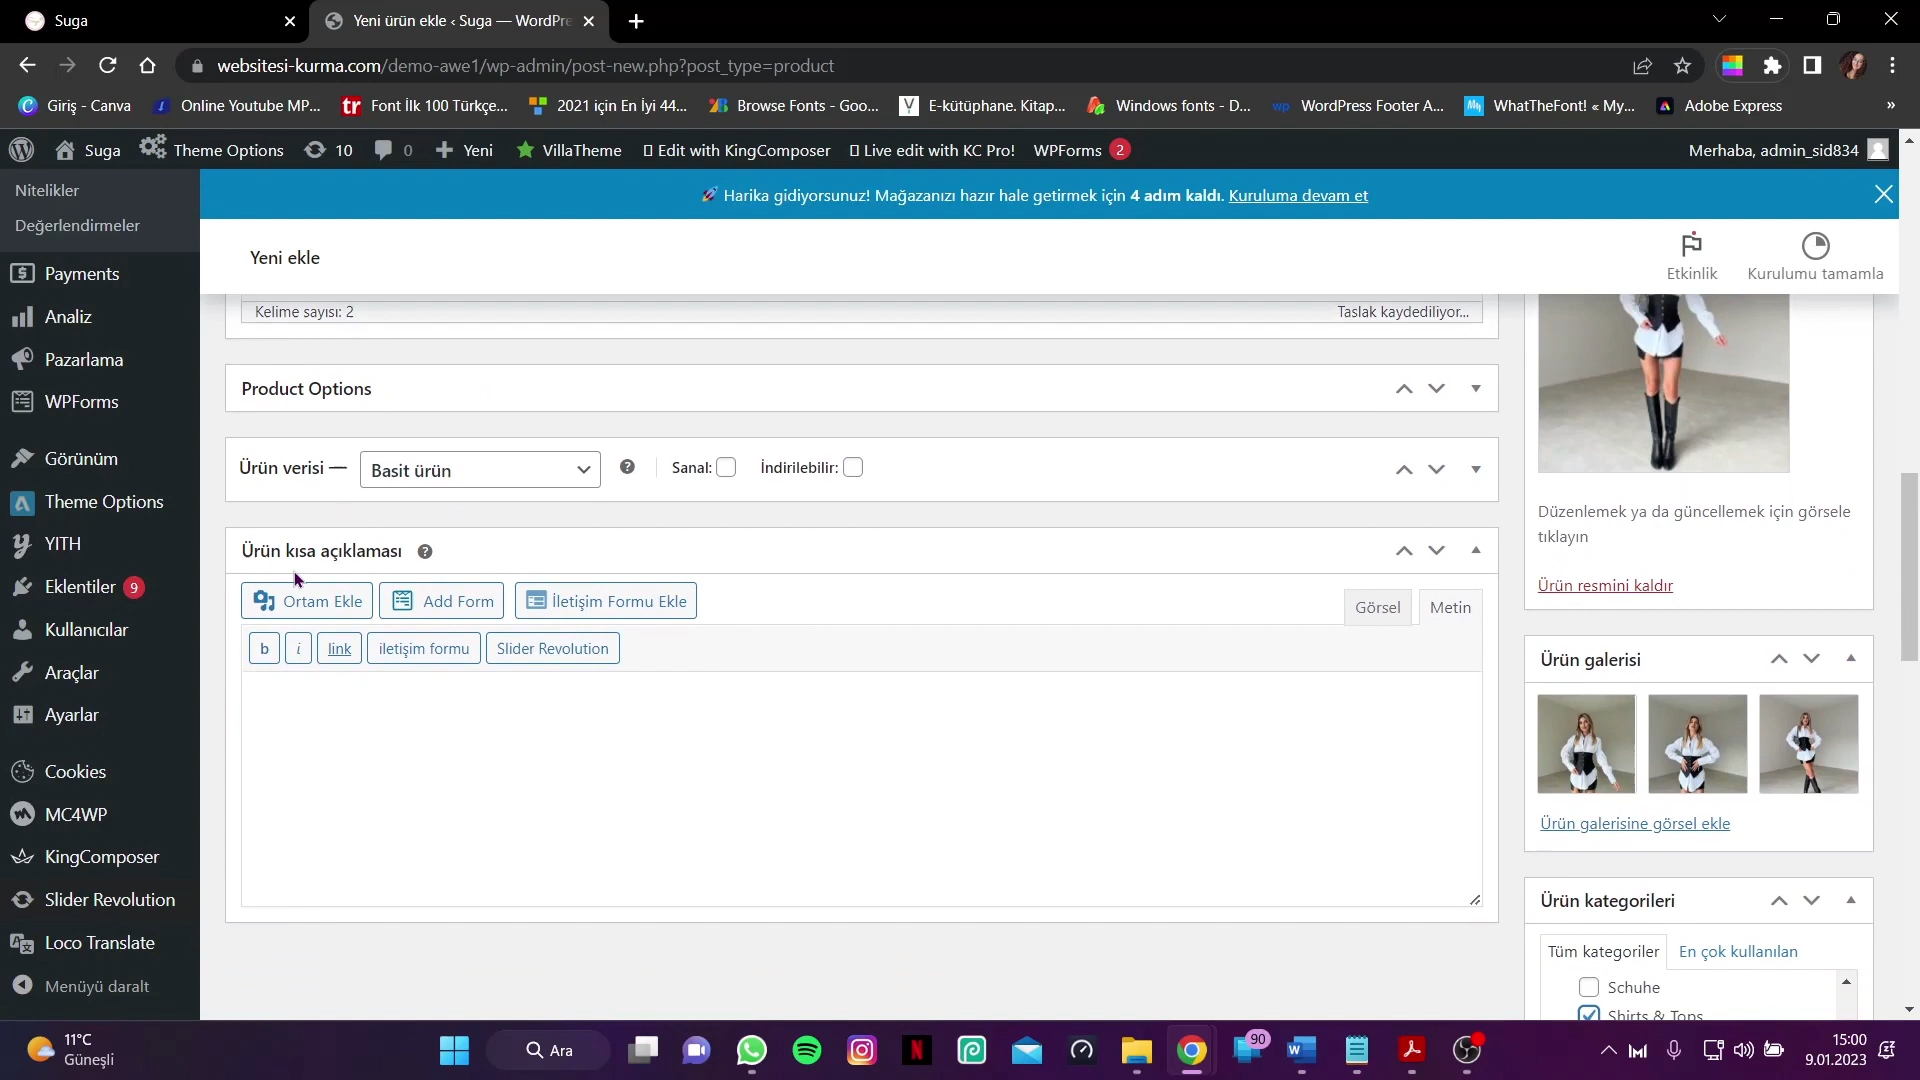 Suga
Yeni ürün ekle ‹ Suga — WordPre
websitesi-kurma.com/demo-awe1/wp-admin/post-new.php?post_type=product
Giriş - Canva
Online Youtube MP...
Font İlk 100 Türkçe...
2021 için En İyi 44...
Browse Fonts - Goo...
E-kütüphane. Kitap...
Windows fonts - D...
WordPress Footer A...
WhatTheFont! « My...
Adobe Express
»
Suga
Theme Options
10
0
Yeni
VillaTheme
Edit with KingComposer
Live edit with KC Pro!
WPForms 2
Merhaba, admin_sid834
Nitelikler
Değerlendirmeler
Payments
Analiz
Pazarlama
WPForms
Görünüm
Theme Options
YITH
Eklentiler 9
Kullanıcılar
Araçlar
Ayarlar
Cookies
MC4WP
KingComposer
Slider Revolution
Loco Translate
Menüyü daralt
🚀 Harika gidiyorsunuz! Mağazanızı hazır hale getirmek için 4 adım kaldı. Kuruluma devam et
Yeni ekle
Etkinlik
Kurulumu tamamla
Kelime sayısı: 2
Taslak kaydediliyor...
Product Options
Ürün verisi —
Basit ürün
Sanal:
İndirilebilir:
Ürün kısa açıklaması
Ortam Ekle
Add Form
İletişim Formu Ekle
Görsel
Metin
b
i
link
iletişim formu
Slider Revolution
Düzenlemek ya da güncellemek için görsele
tıklayın
Ürün resmini kaldır
Ürün galerisi
Ürün galerisine görsel ekle
Ürün kategorileri
Tüm kategoriler
En çok kullanılan
Schuhe
Shirts & Tops
11°C
Güneşli
Ara
90
15:00
9.01.2023